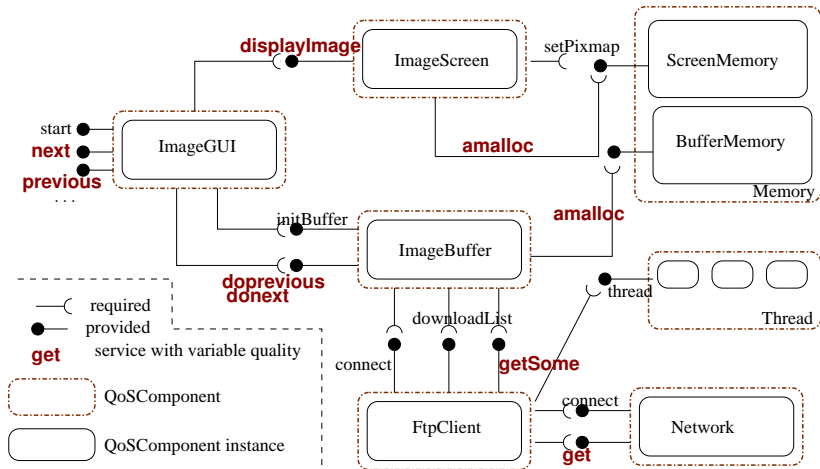 displayImage
ImageScreen
setPixmap
ScreenMemory
start
next
previous
. . .
ImageGUI
amalloc
BufferMemory
Memory
amalloc
initBuffer
ImageBuffer
doprevious
donext
thread
Thread
required
provided
get
service with variable quality
downloadList
connect
getSome
QoSComponent
QoSComponent instance
FtpClient
connect
get
Network